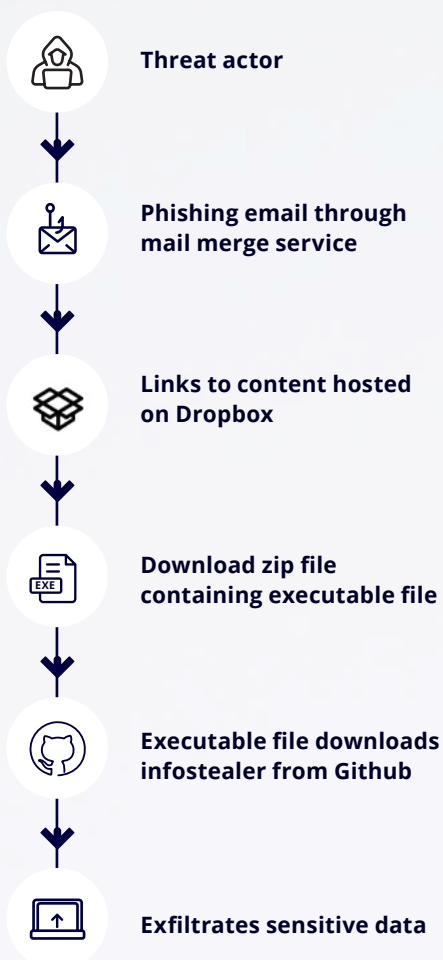 Threat actor
Phishing email through
mail merge service
Links to content hosted
on Dropbox
EXE
Download zip file
containing executable file
Executable file downloads
infostealer from Github
Exfiltrates sensitive data